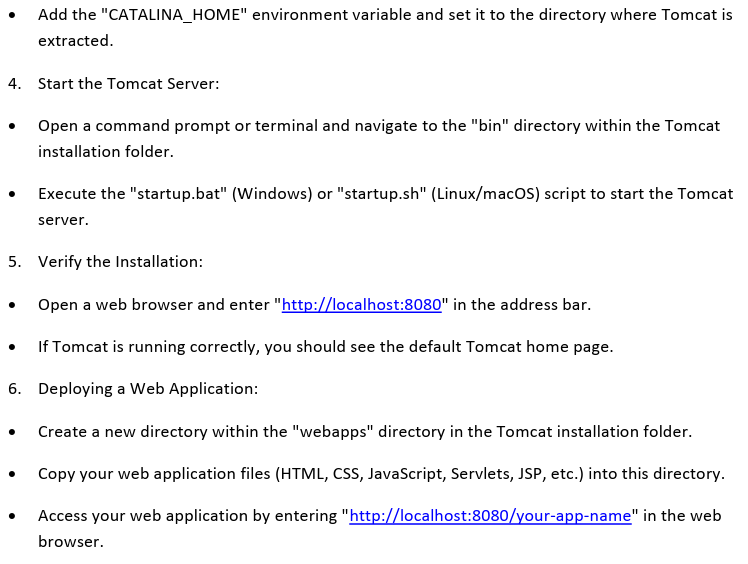 • Add the "CATALINA_HOME" environment variable and set it to the directory where Tomcat is
extracted.
4. Start the Tomcat Server:
• Open a command prompt or terminal and navigate to the "bin" directory within the Tomcat
installation folder.
• Execute the "startup.bat" (Windows) or "startup.sh" (Linux/macOS) script to start the Tomcat
server.
5. Verify the Installation:
• Open a web browser and enter "http://localhost:8080" in the address bar.
• If Tomcat is running correctly, you should see the default Tomcat home page.
6. Deploying a Web Application:
• Create a new directory within the "webapps" directory in the Tomcat installation folder.
• Copy your web application files (HTML, CSS, JavaScript, Servlets, JSP, etc.) into this directory.
• Access your web application by entering "http://localhost:8080/your-app-name" in the web
browser.